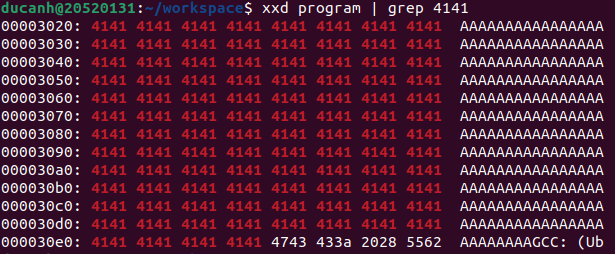 ducanh@20520131:~/workspace$ xxd program | grep 4141
00003020: 4141 4141 4141 4141 4141 4141 4141 4141  AAAAAAAAAAAAAAAA
00003030: 4141 4141 4141 4141 4141 4141 4141 4141  AAAAAAAAAAAAAAAA
00003040: 4141 4141 4141 4141 4141 4141 4141 4141  AAAAAAAAAAAAAAAA
00003050: 4141 4141 4141 4141 4141 4141 4141 4141  AAAAAAAAAAAAAAAA
00003060: 4141 4141 4141 4141 4141 4141 4141 4141  AAAAAAAAAAAAAAAA
00003070: 4141 4141 4141 4141 4141 4141 4141 4141  AAAAAAAAAAAAAAAA
00003080: 4141 4141 4141 4141 4141 4141 4141 4141  AAAAAAAAAAAAAAAA
00003090: 4141 4141 4141 4141 4141 4141 4141 4141  AAAAAAAAAAAAAAAA
000030a0: 4141 4141 4141 4141 4141 4141 4141 4141  AAAAAAAAAAAAAAAA
000030b0: 4141 4141 4141 4141 4141 4141 4141 4141  AAAAAAAAAAAAAAAA
000030c0: 4141 4141 4141 4141 4141 4141 4141 4141  AAAAAAAAAAAAAAAA
000030d0: 4141 4141 4141 4141 4141 4141 4141 4141  AAAAAAAAAAAAAAAA
000030e0: 4141 4141 4141 4141 4743 433a 2028 5562  AAAAAAAAGCC: (Ub